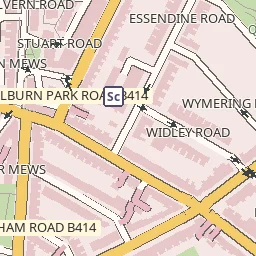 VERN ROAD
ESSENDINE ROAD
STUART ROAD
N MEWS
LBURN PARK ROAD B414
Sc
WYMERING
WIDLEY ROAD
R MEWS
HAM ROAD B414